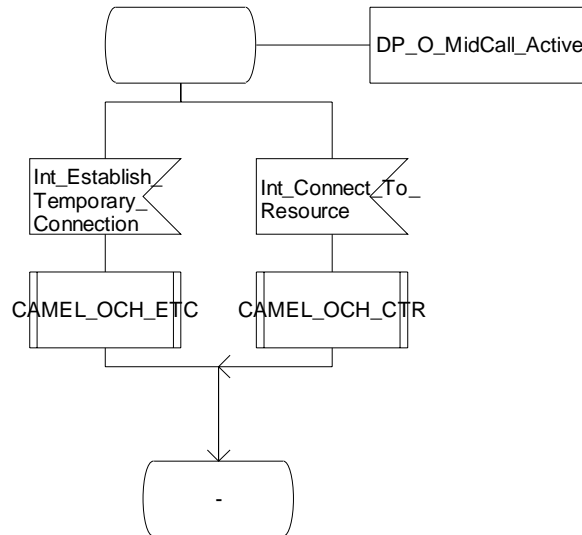 DP_O_MidCall_Active
Int_Establish_
Temporary_
Connection
Int_Connect_To_
Resource
CAMEL_OCH_ETC
CAMEL_OCH_CTR
-